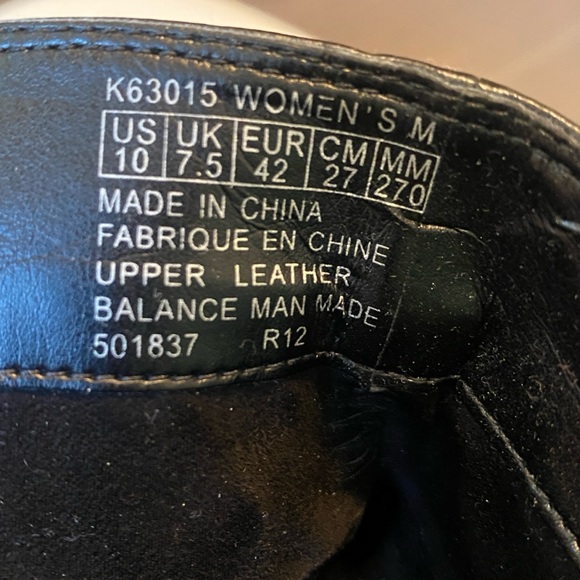 K63015 WOMEN'S M
US UK EUR CM MM
10 7.5 42 27 270
MADE IN CHINA
FABRIQUE EN CHINE
UPPER LEATHER
BALANCE MAN MADE
501837 R12